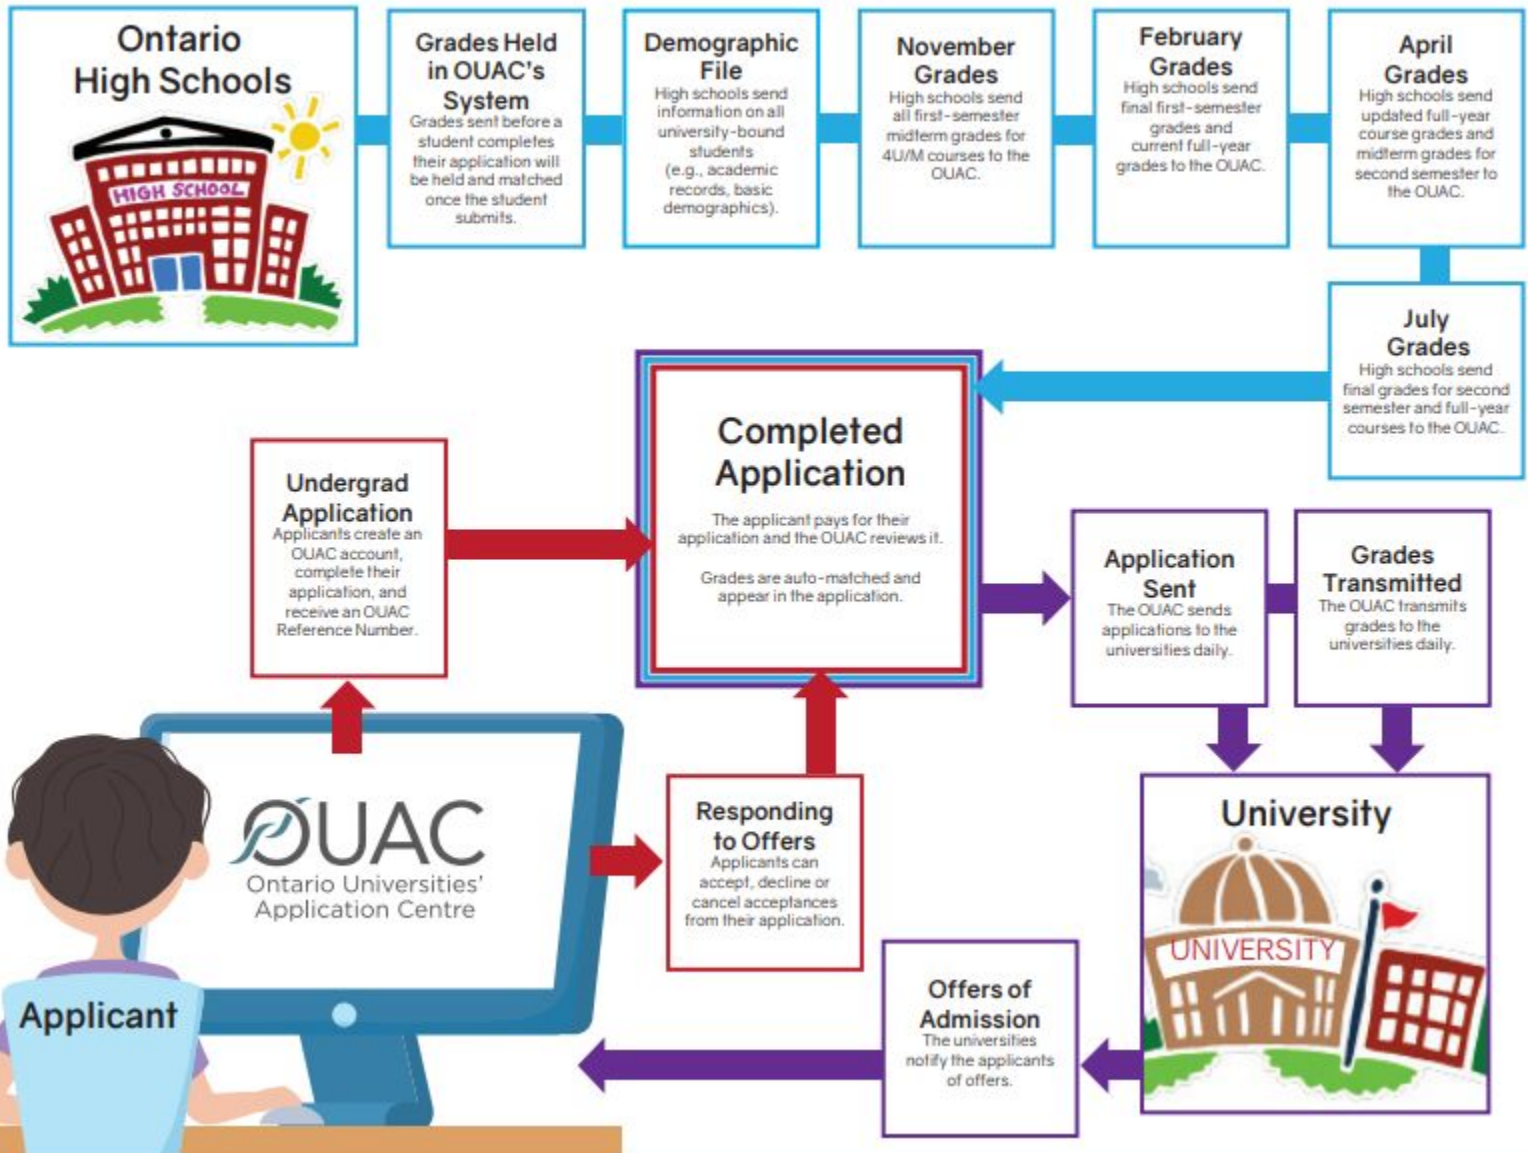 Ontario
High Schools
HIGH SCHOOL
Grades Held
in OUAC's
System
Grades sent before a
student completes
their application will
be held and matched
once the student
submits.
Demographic
File
High schools send
information on all
university-bound
students
(e.g., academic
records, basic
demographics).
November
Grades
High schools send
all first-semester
midterm grades for
4U/M courses to the
OUAC.
February
Grades
High schools send
final first-semester
grades and
current full-year
grades to the OUAC.
April
Grades
High schools send
updated full-year
course grades and
midterm grades for
second semester to
the OUAC.
July
Grades
High schools send
final grades for second
semester and full-year
courses to the OUAC.
Completed
Application
The applicant pays for their
application and the OUAC reviews it.
Grades are auto-matched and
appear in the application.
Undergrad
Application
Applicants create an
OUAC account,
complete their
application, and
receive an OUAC
Reference Number.
Application
Sent
The OUAC sends
applications to the
universities daily.
Grades
Transmitted
The OUAC transmits
grades to the
universities daily.
OUAC
Ontario Universities'
Application Centre
Applicant
Responding
to Offers
Applicants can
accept, decline or
cancel acceptances
from their application.
University
UNIVERSITY
Offers of
Admission
The universities
notify the applicants
of offers.